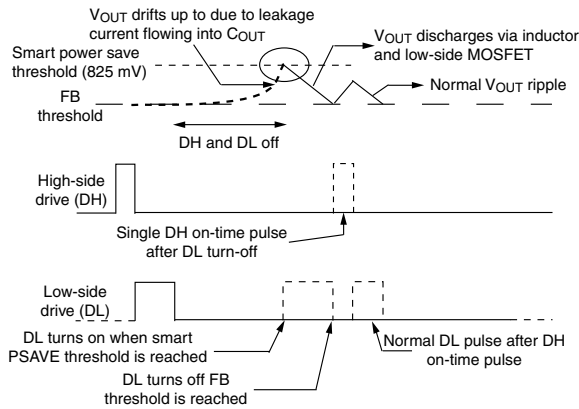 VOUT drifts up to due to leakage
current flowing into COUT
Smart power save
threshold (825 mV)
VOUT discharges via inductor
and low-side MOSFET
Normal VOUT ripple
FB
threshold
DH and DL off
High-side
drive (DH)
Single DH on-time pulse
after DL turn-off
Low-side
drive (DL)
DL turns on when smart
PSAVE threshold is reached
Normal DL pulse after DH
on-time pulse
DL turns off FB
threshold is reached